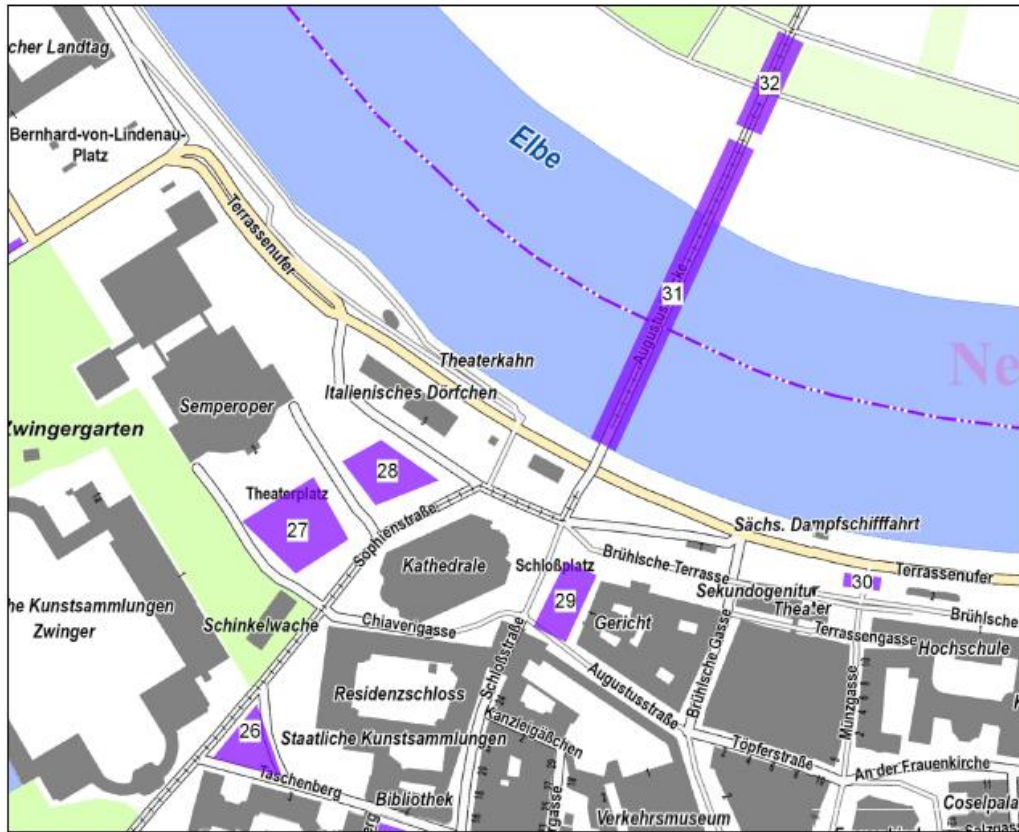 cher Landtag
32
Bernhard-von-Lindenau-
Platz
Elbe
Terrassenufer
31
Theaterkahn
Ne
Italienisches Dörfchen
Semperoper
Zwingergarten
28
Theaterplatz
27
Sophienstraße
Sächs. Dampfschifffahrt
Kathedrale
Schloßplatz
Brühlsche Terrasse
Terrassenufer
30
29
Sekundogenitur
Theater
Brühlsche
he Kunstsammlungen
Zwinger
Schinkelwache
Chiavengasse
Gericht
Terrassengasse
Hochschule
Brühlsche Gasse
Residenzschloss
Schloßstraße
Augustusstraße
Münzgasse
26
Staatliche Kunstsammlungen
Kanzleigäßchen
Töpferstraße
An der Frauenkirche
Taschenberg
Bibliothek
Verkehrsmuseum
Coselpala